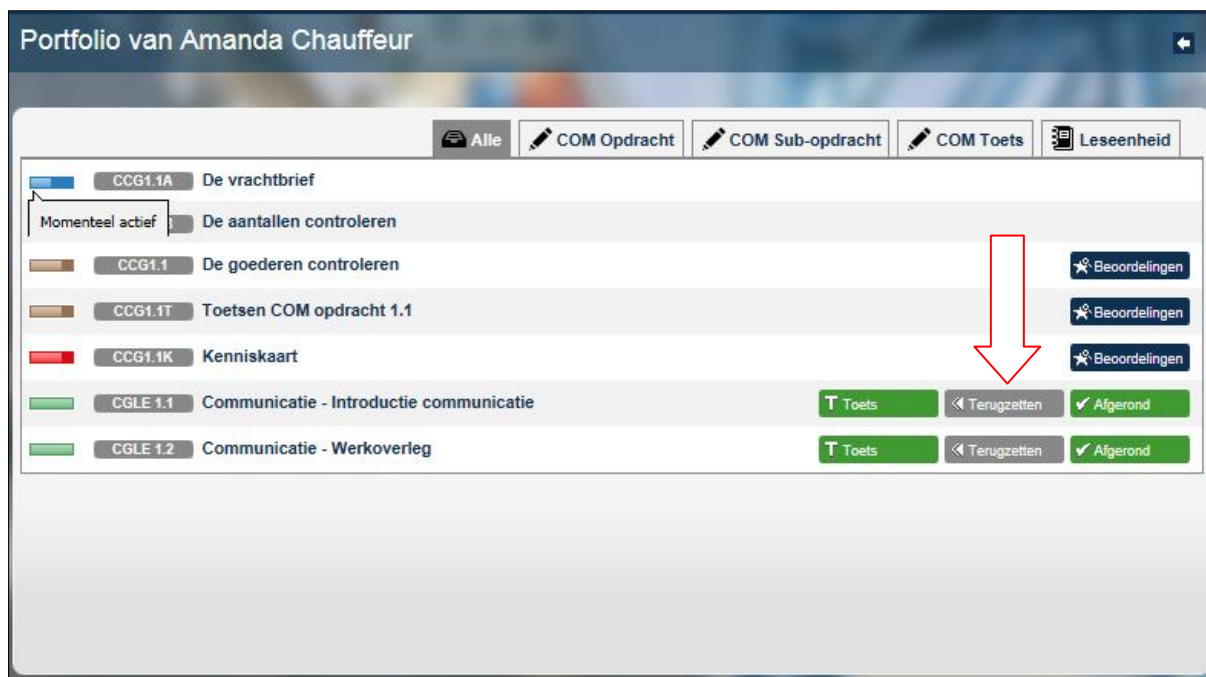 Portfolio van Amanda Chauffeur
Alle COM Opdracht COM Sub-opdracht COM Toets Leseenheid
CCG1.1A De vrachtbrief
Momenteel actief De aantallen controleren
CCG1.1 De goederen controleren Beoordelingen
CCG1.1T Toetsen COM opdracht 1.1 Beoordelingen
CCG1.1K Kenniskaart Beoordelingen
CGLE 1.1 Communicatie - Introductie communicatie T Toets Terugzetten Afgerond
CGLE 1.2 Communicatie - Werkoverleg T Toets Terugzetten Afgerond